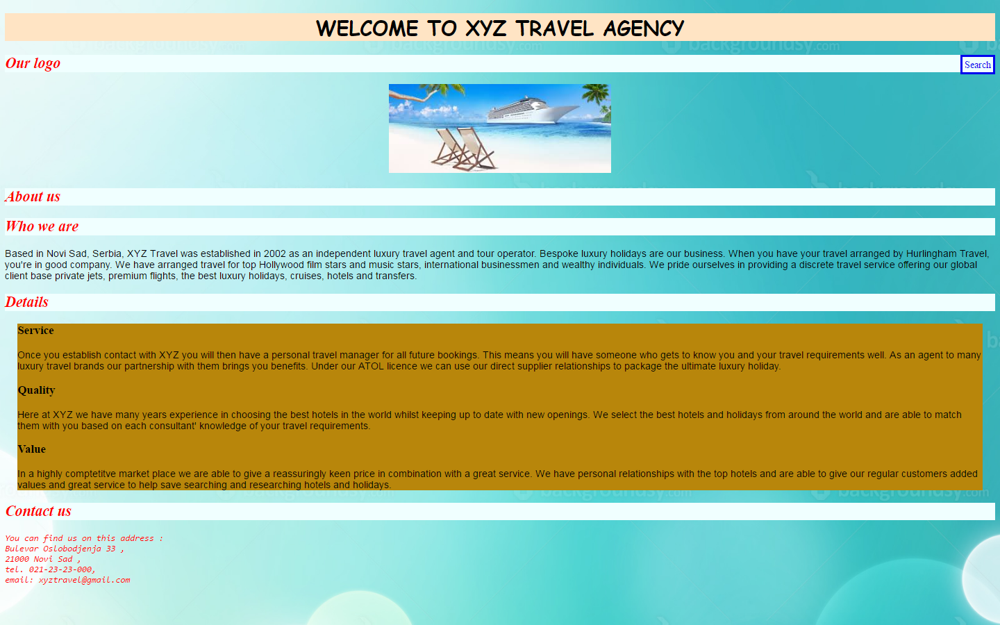 WELCOME TO XYZ TRAVEL AGENCY
backgroundsy.com
Our logo
Search
About us
Who we are
Based in Novi Sad, Serbia, XYZ Travel was established in 2002 as an independent luxury travel agent and tour operator. Bespoke luxury holidays are our business. When you have your travel arranged by Hurlingham Travel,
you're in good company. We have arranged travel for top Hollywood film stars and music stars, international businessmen and wealthy individuals. We pride ourselves in providing a discrete travel service offering our global
client base private jets, premium flights, the best luxury holidays, cruises, hotels and transfers.
Details
Service
Once you establish contact with XYZ you will then have a personal travel manager for all future bookings. This means you will have someone who gets to know you and your travel requirements well. As an agent to many
luxury travel brands our partnership with them brings you benefits. Under our ATOL licence we can use our direct supplier relationships to package the ultimate luxury holiday.
Quality
Here at XYZ we have many years experience in choosing the best hotels in the world whilst keeping up to date with new openings. We select the best hotels and holidays from around the world and are able to match
them with you based on each consultant' knowledge of your travel requirements.
Value
In a highly comptetitve market place we are able to give a reassuringly keen price in combination with a great service. We have personal relationships with the top hotels and are able to give our regular customers added
values and great service to help save searching and researching hotels and holidays.
backgroundsy.com
Contact us
You can find us on this address :
Bulevar Oslobodjenja 33 ,
21000 Novi Sad ,
tel. 021-23-23-000,
email: xyztravel@gmail.com